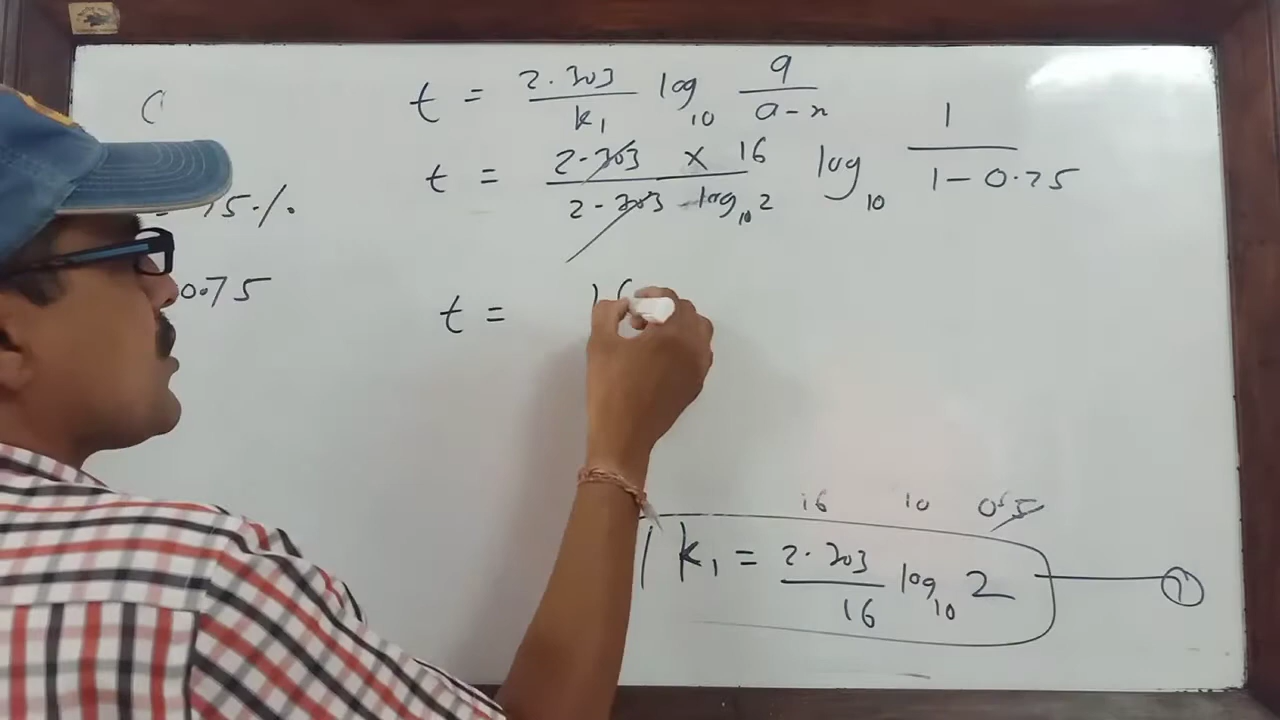 (
t = 2.303 / k1 log10 a / a-x
t = 2.303 x 16 / 2-303 log10 2 log10 1 / 1-0.75
= 75 ./.
0.75
t = 16
16 10 0.5
k1 = 2.303 / 16 log10 2 1